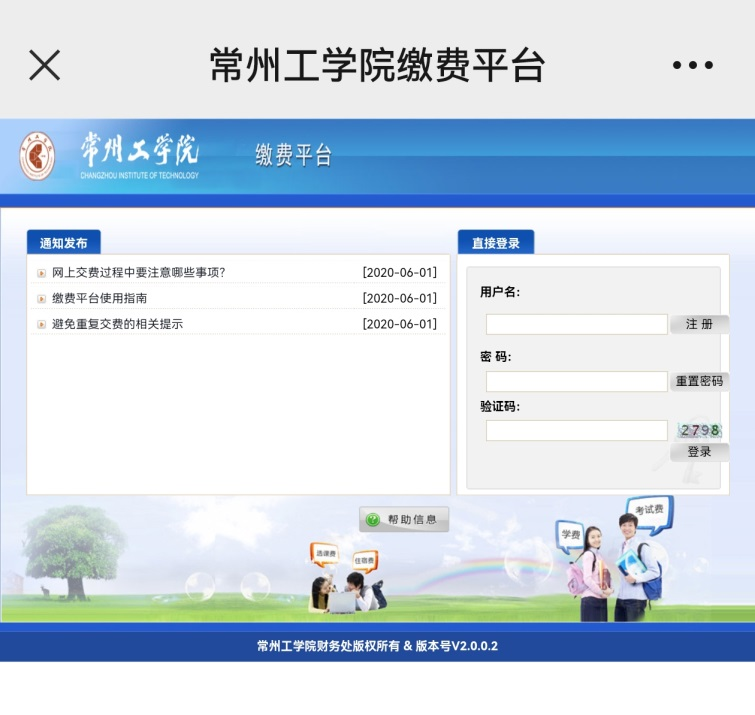 常州工学院缴费平台
常州工学院
CHANGZHOU INSTITUTE OF TECHNOLOGY
缴费平台
通知发布
网上交费过程中要注意哪些事项? [2020-06-01]
缴费平台使用指南 [2020-06-01]
避免重复交费的相关提示 [2020-06-01]
直接登录
用户名:
注 册
密 码:
重置密码
验证码:
2798
登录
帮助信息
选课费
住宿费
学费
考试费
常州工学院财务处版权所有 & 版本号V2.0.0.2